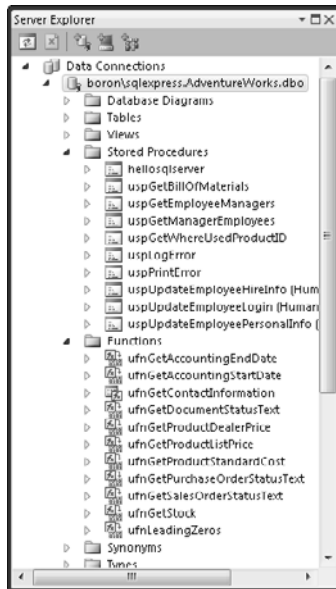 Server Explorer
Data Connections
boron\sqlexpress.AdventureWorks.dbo
Database Diagrams
Tables
Views
Stored Procedures
hellosqlserver
uspGetBillOfMaterials
uspGetEmployeeManagers
uspGetManagerEmployees
uspGetWhereUsedProductID
uspLogError
uspPrintError
uspUpdateEmployeeHireInfo (Hum
uspUpdateEmployeeLogin (Human
uspUpdateEmployeePersonalInfo (
Functions
ufnGetAccountingEndDate
ufnGetAccountingStartDate
ufnGetContactInformation
ufnGetDocumentStatusText
ufnGetProductDealerPrice
ufnGetProductListPrice
ufnGetProductStandardCost
ufnGetPurchaseOrderStatusText
ufnGetSalesOrderStatusText
ufnGetStock
ufnLeadingZeros
Synonyms
Types